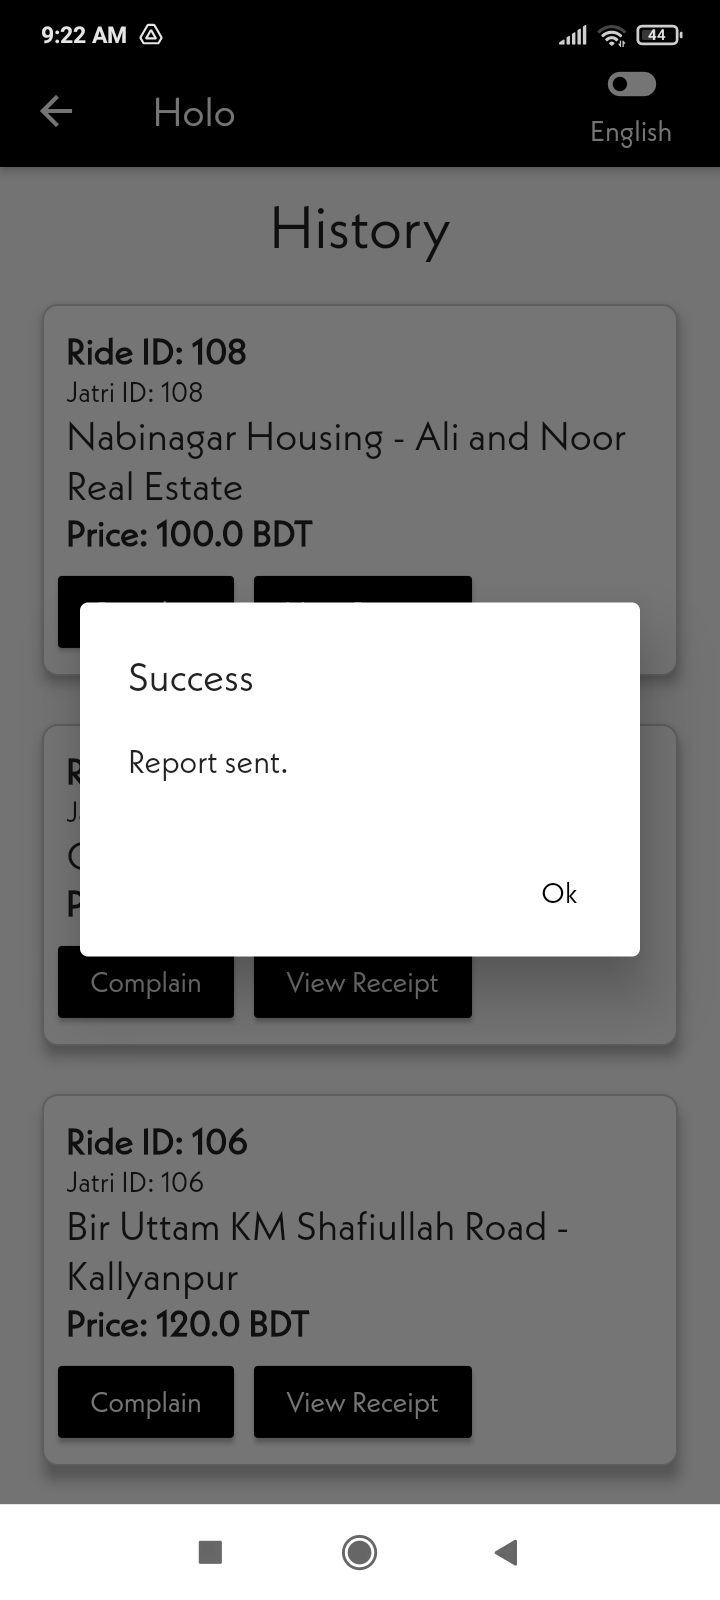 9:22 AM
44
Holo
English
History
Ride ID: 108
Jatri ID: 108
Nabinagar Housing - Ali and Noor
Real Estate
Price: 100.0 BDT
Success
Report sent.
Ok
Complain
View Receipt
Ride ID: 106
Jatri ID: 106
Bir Uttam KM Shafiullah Road -
Kallyanpur
Price: 120.0 BDT
Complain
View Receipt